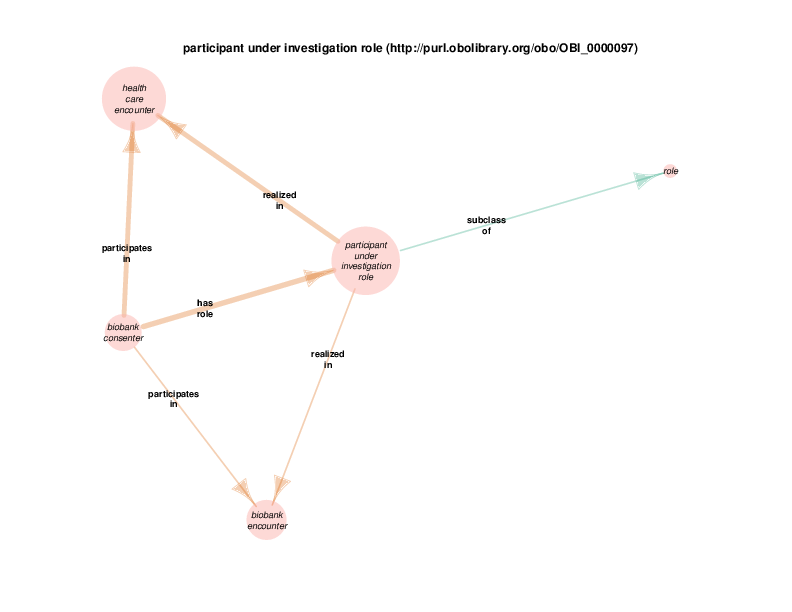 participant under investigation role (http://purl.obolibrary.org/obo/OBI_0000097)
health
care
encounter
role
realized
in
subclass
of
participates
in
participant
under
investigation
role
has
role
biobank
consenter
realized
in
participates
in
biobank
encounter